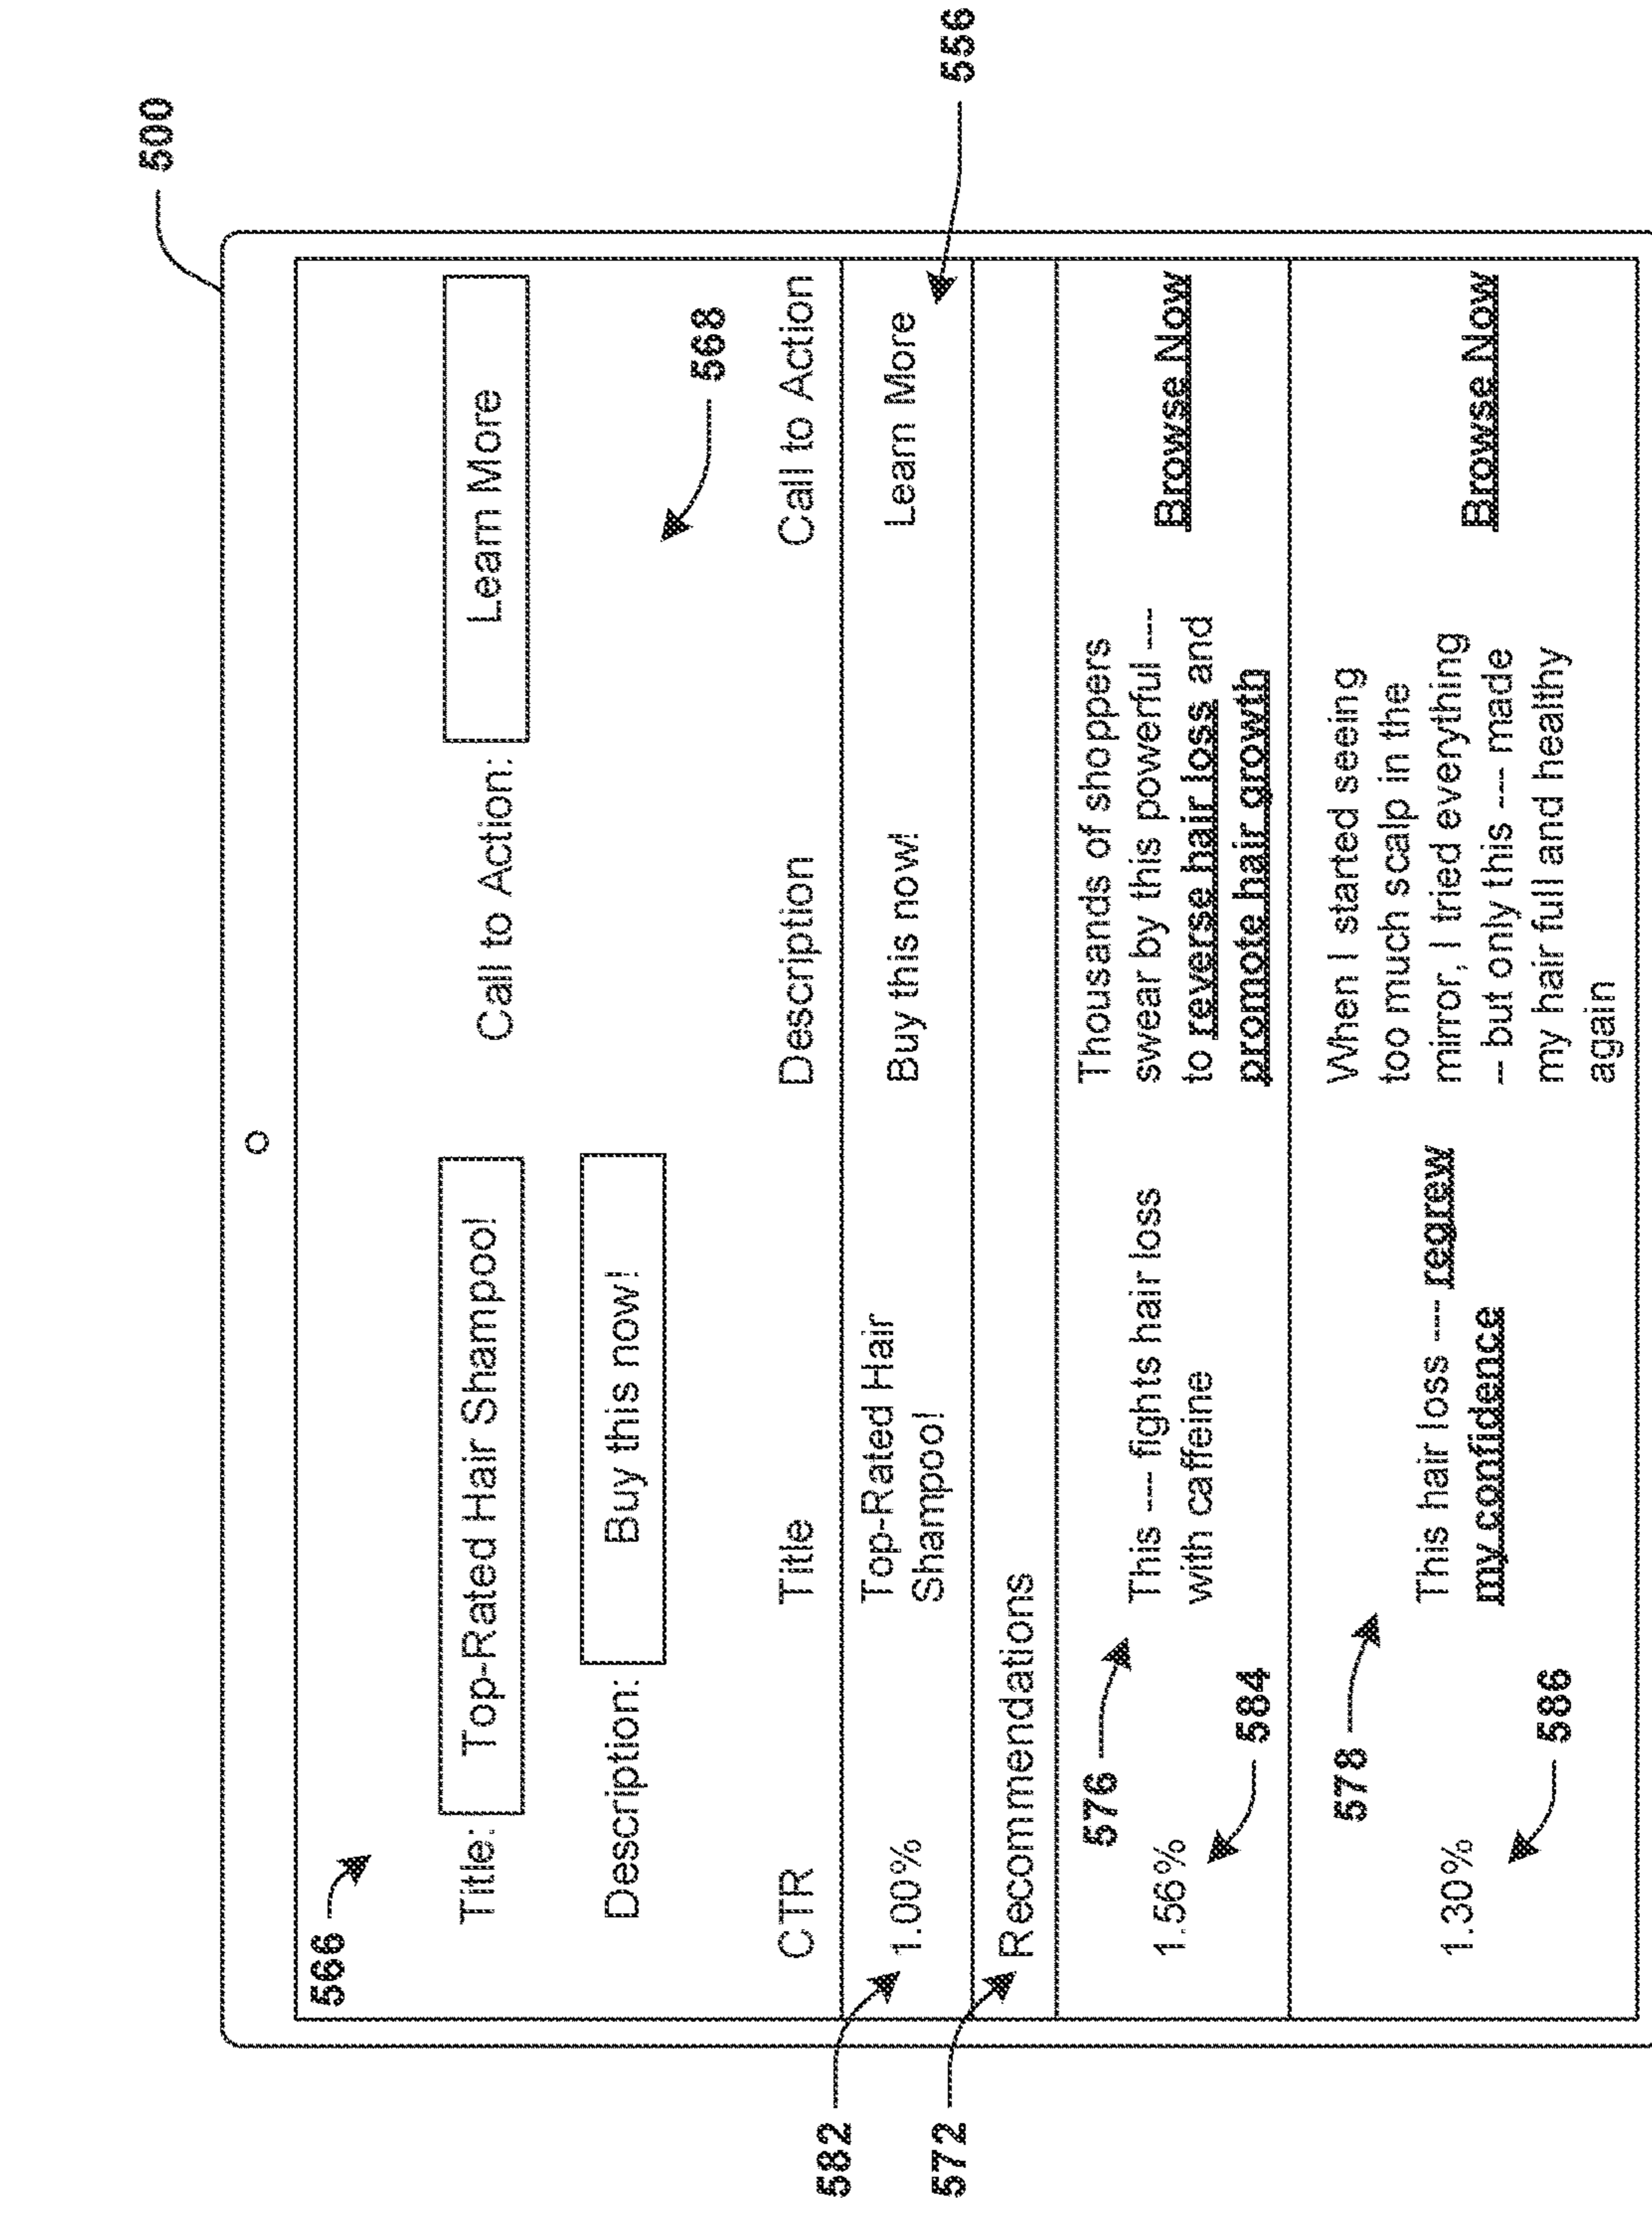 500
566
Title: Top-Rated Hair Shampoo!
Call to Action: Learn More
Description: Buy this now!
568
CTR Title Description Call to Action
582
1.00%
Top-Rated Hair
Shampoo!
Buy this now!
Learn More
556
572
Recommendations
576
1.56%
584
This ---- fights hair loss
with caffeine
Thousands of shoppers
swear by this powerful ---
to reverse hair loss and
promote hair growth
Browse Now
578
1.30%
586
This hair loss ---- regrew
my confidence
When I started seeing
too much scalp in the
mirror, I tried everything
– but only this --- made
my hair full and healthy
again
Browse Now